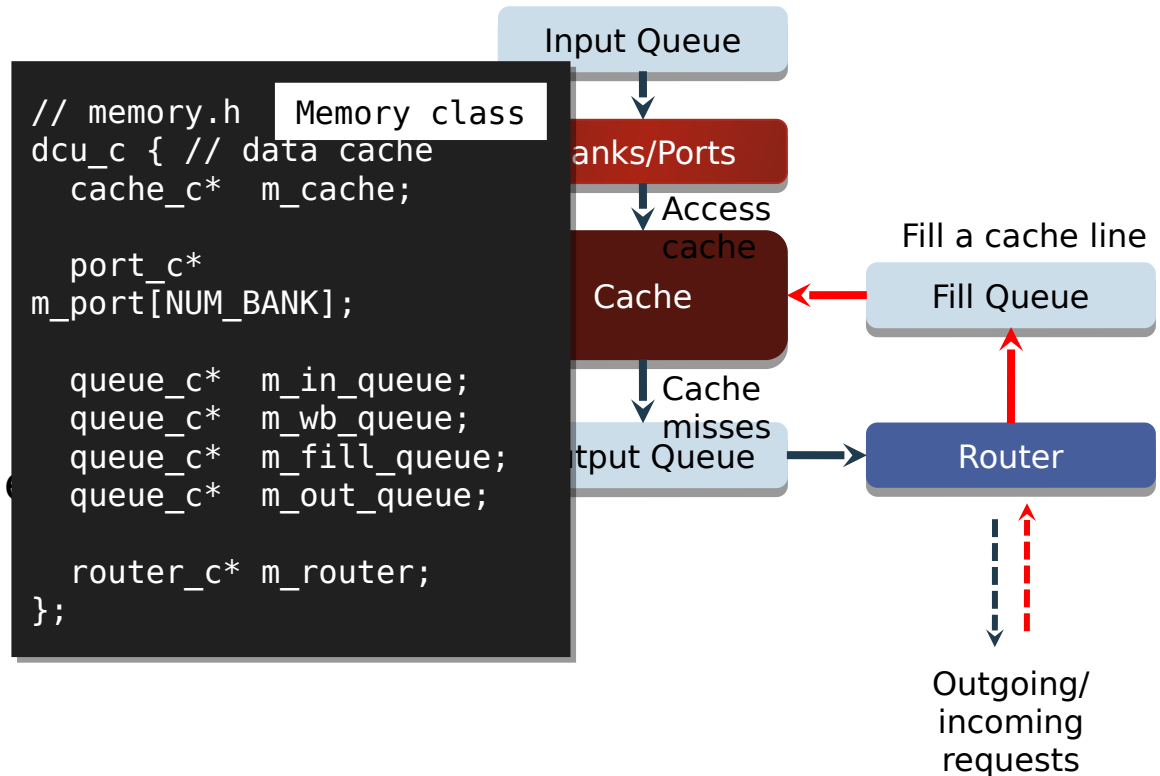 Input Queue
// memory.h
Memory class
dcu_c { // data cache
cache_c* m_cache;
port_c*
m_port[NUM_BANK];
queue_c* m_in_queue;
queue_c* m_wb_queue;
queue_c* m_fill_queue;
queue_c* m_out_queue;
router_c* m_router;
};
anks/Ports
Access
cache
Cache
Cache
misses
tput Queue
Fill a cache line
Fill Queue
Router
Outgoing/
incoming
requests